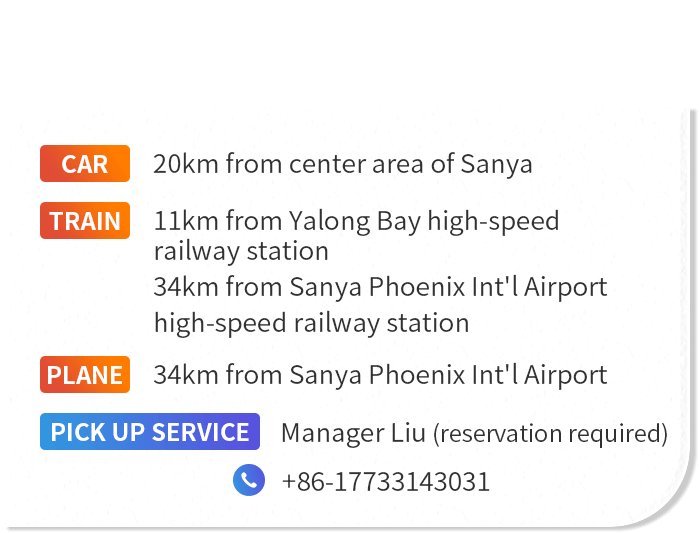 CAR 20km from center area of Sanya
TRAIN 11km from Yalong Bay high-speed
railway station
34km from Sanya Phoenix Int'l Airport
high-speed railway station
PLANE 34km from Sanya Phoenix Int'l Airport
PICK UP SERVICE Manager Liu (reservation required)
+86-17733143031